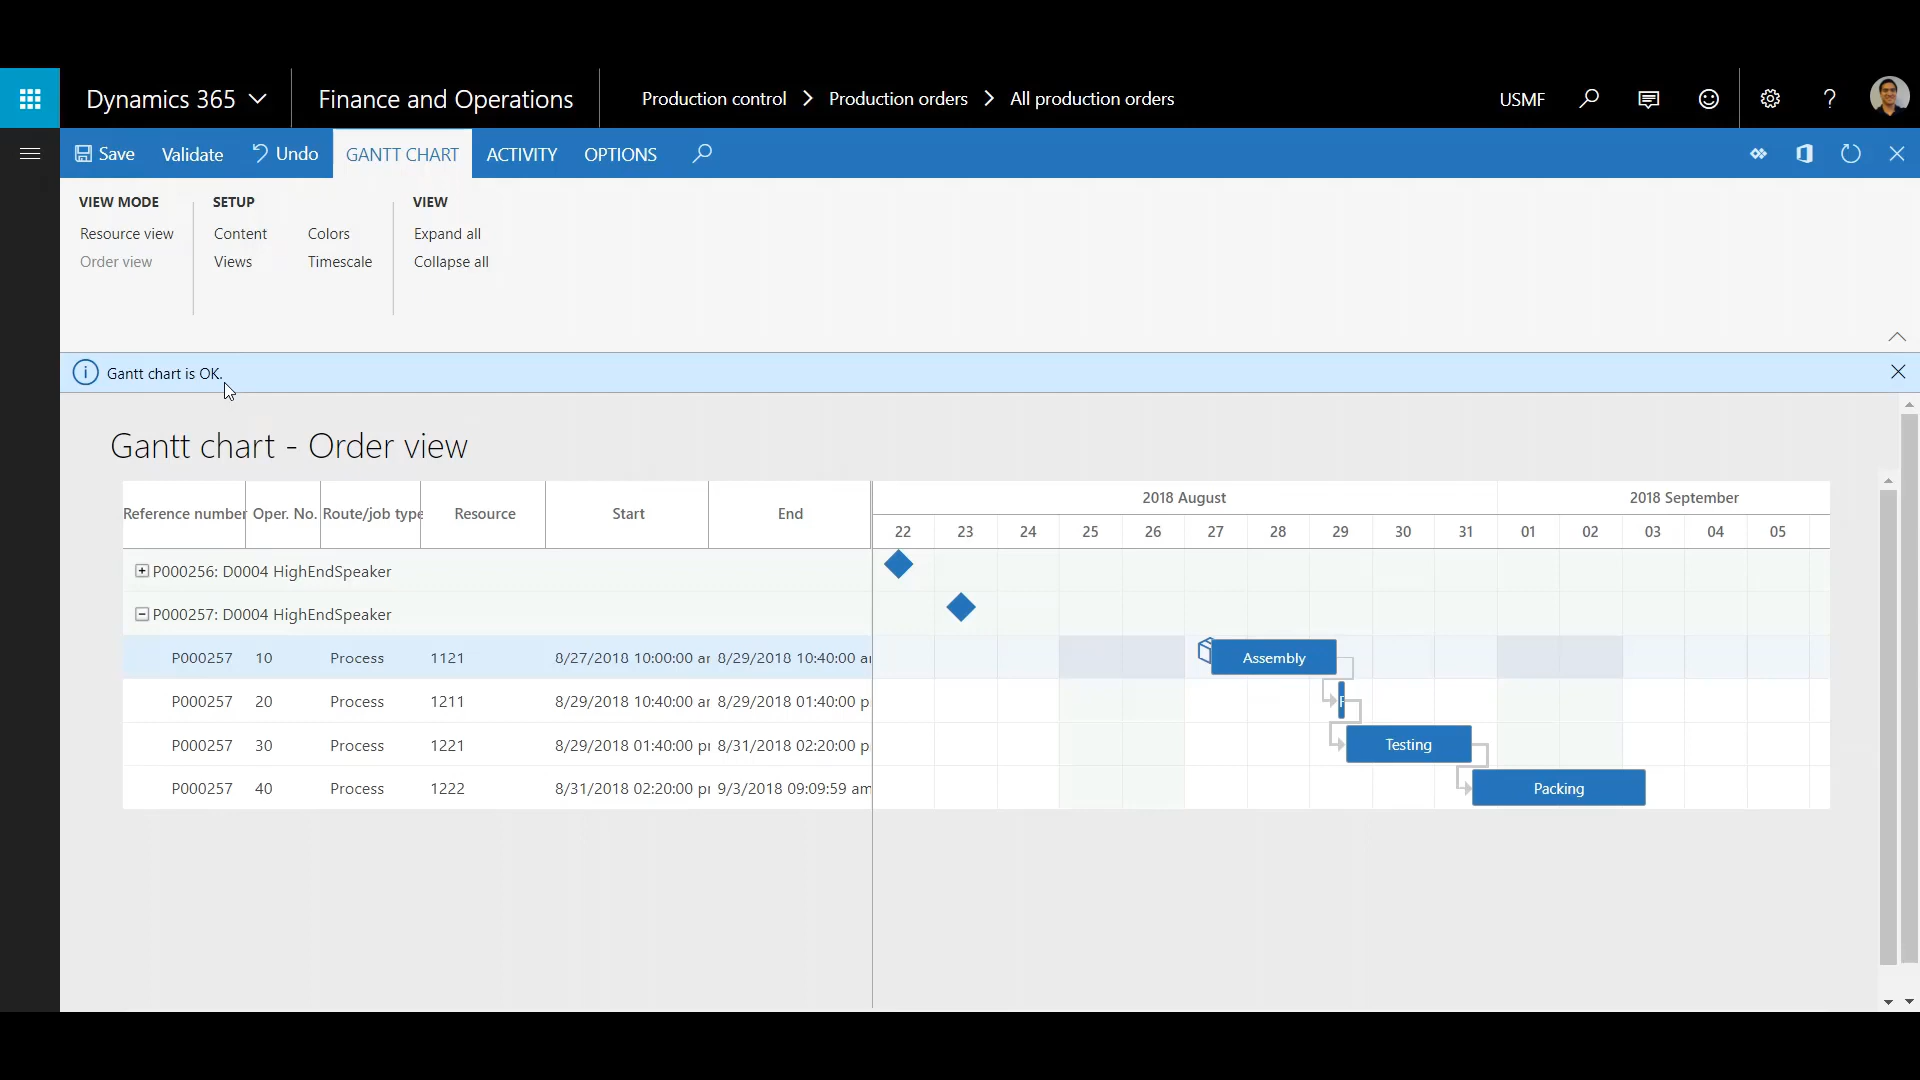 Dynamics 365
Finance and Operations
Production control
Production orders
All production orders
USMF
?
Save
Validate
Undo
GANTT CHART
ACTIVITY
OPTIONS
VIEW MODE
Resource view
Order view
SETUP
Content
Colors
Views
Timescale
VIEW
Expand all
Collapse all
i Gantt chart is OK.
Gantt chart - Order view
Reference number Oper. No. Route/job type Resource Start End
2018 August 2018 September
22 23 24 25 26 27 28 29 30 31 01 02 03 04 05
P000256: D0004 HighEndSpeaker
P000257: D0004 HighEndSpeaker
P000257 10 Process 1121 8/27/2018 10:00:00 8/29/2018 10:40:00 Assembly
P000257 20 Process 1211 8/29/2018 10:40:00 8/29/2018 01:40:00 p
P000257 30 Process 1221 8/29/2018 01:40:00 8/31/2018 02:20:00 p Testing
P000257 40 Process 1222 8/31/2018 02:20:00 9/3/2018 09:09:59 am Packing